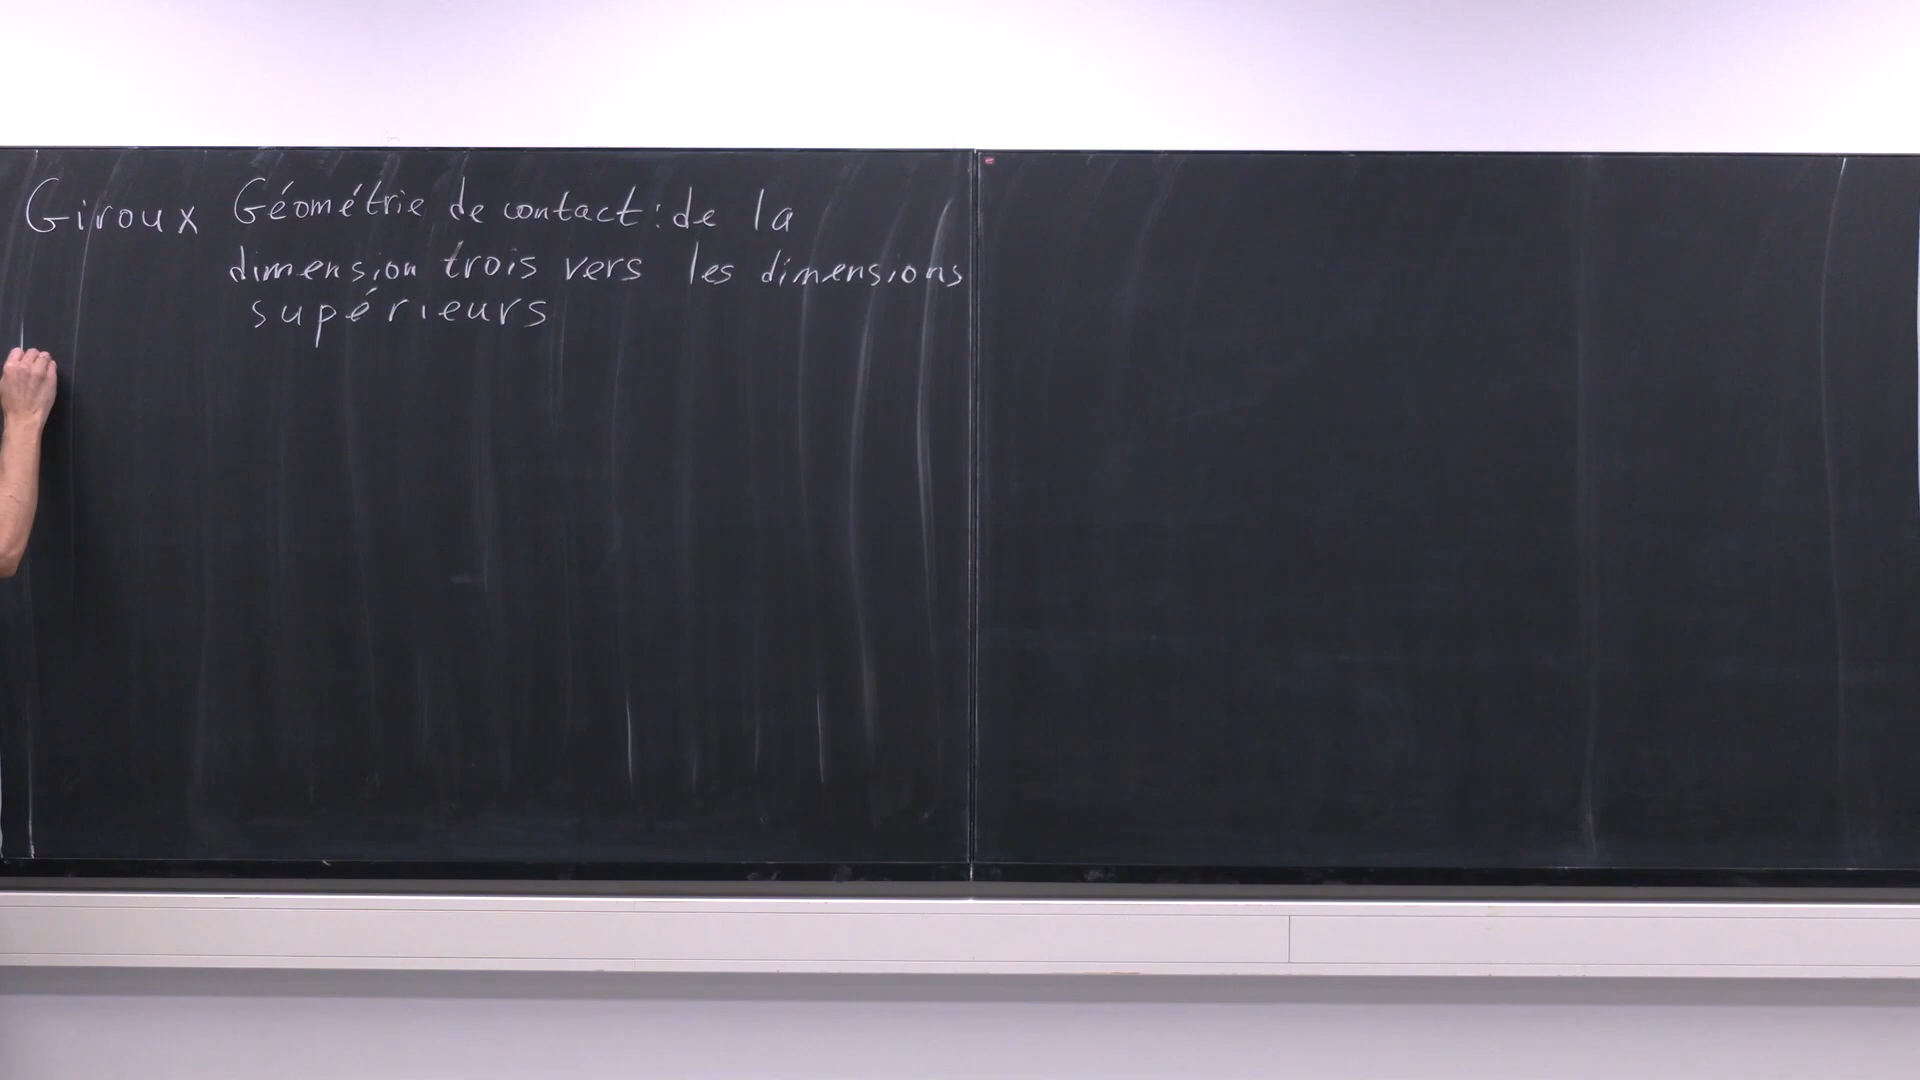 Giroux Géométrie de contact: de la
dimension trois vers les dimensions
supérieurs